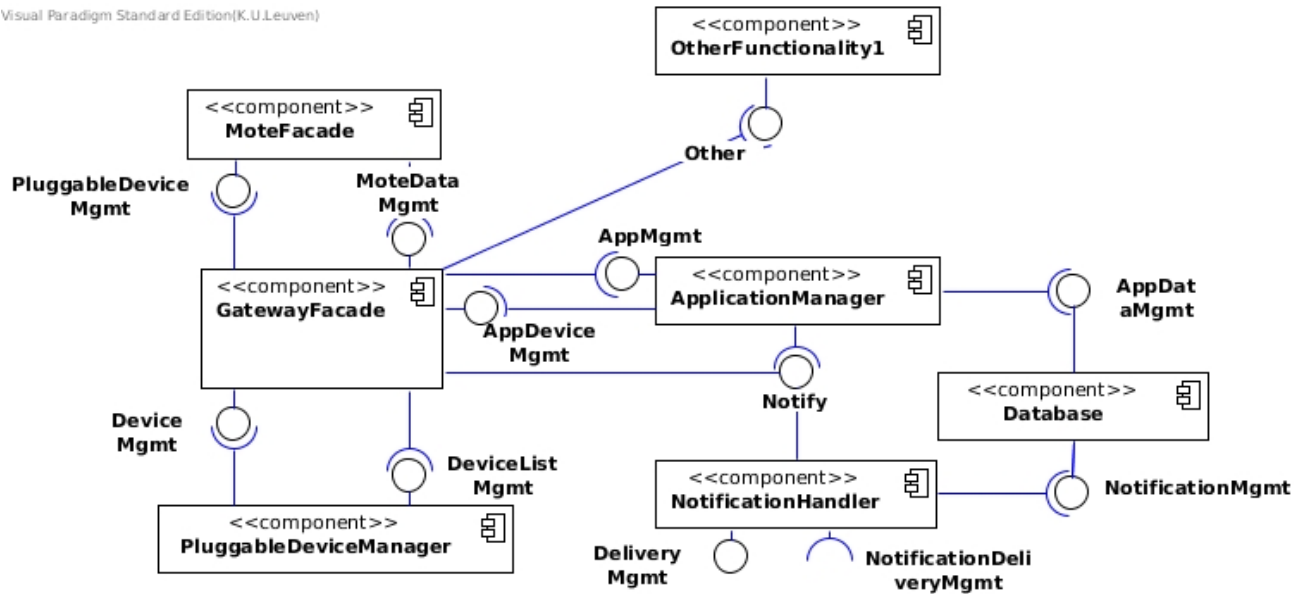 Visual Paradigm Standard Edition(K.U.Leuven)
<<component>>
OtherFunctionality1
<<component>>
MoteFacade
Other
PluggableDevice
Mgmt
MoteData
Mgmt
AppMgmt
<<component>>
GatewayFacade
<<component>>
ApplicationManager
AppDat
aMgmt
AppDevice
Mgmt
Notify
<<component>>
Database
Device
Mgmt
DeviceList
Mgmt
<<component>>
NotificationHandler
NotificationMgmt
<<component>>
PluggableDeviceManager
Delivery
Mgmt
NotificationDeli
veryMgmt